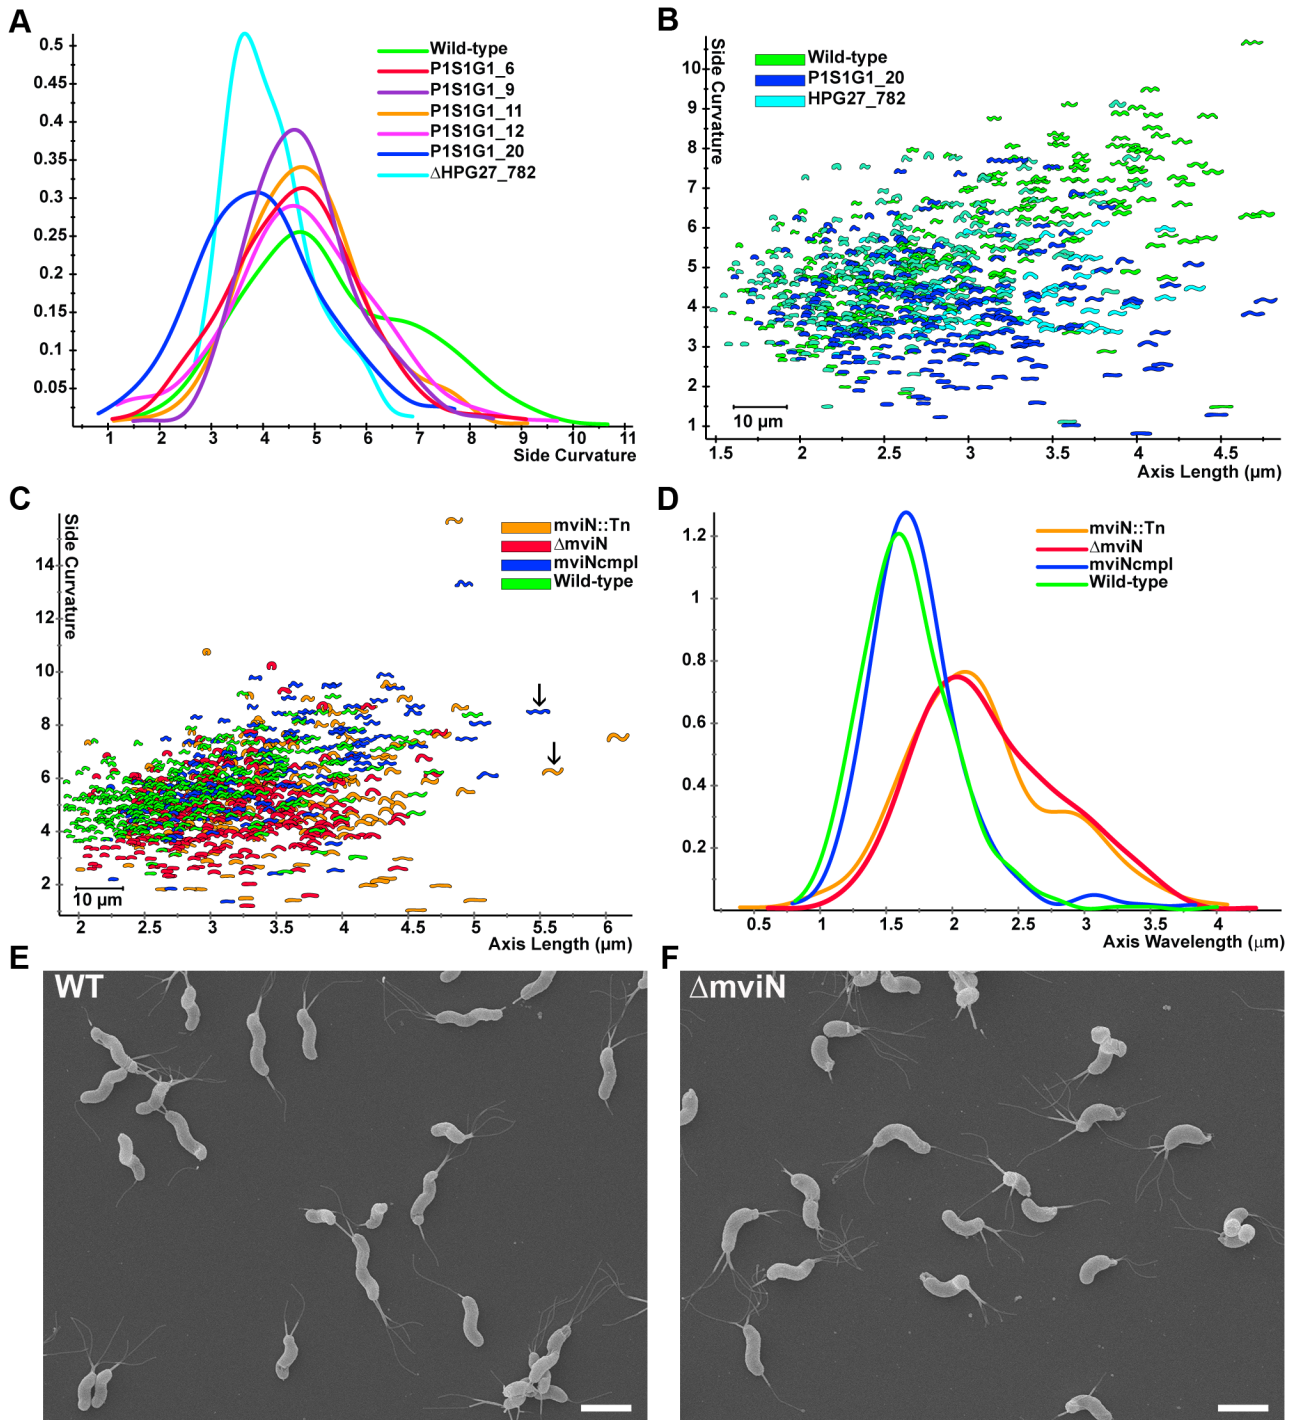 A
0.5
0.45
0.4
0.35
0.3
0.25
0.2
0.15
0.1
0.05
1 2 3 4 5 6 7 8 9 10 11
Side Curvature
Wild-type
P1S1G1_6
P1S1G1_9
P1S1G1_11
P1S1G1_12
P1S1G1_20
ΔHPG27_782
B
Side Curvature
10
9
8
7
6
5
4
3
2
1
Wild-type
P1S1G1_20
HPG27_782
10 µm
1.5 2 2.5 3 3.5 4 4.5
Axis Length (µm)
C
Side Curvature
14
12
10
8
6
4
2
mviN::Tn
ΔmviN
mviNcmpl
Wild-type
10 µm
2 2.5 3 3.5 4 4.5 5 5.5 6
Axis Length (µm)
D
1.2
1
0.8
0.6
0.4
0.2
mviN::Tn
ΔmviN
mviNcmpl
Wild-type
0.5 1 1.5 2 2.5 3 3.5 4
Axis Wavelength (µm)
E
WT
F
ΔmviN